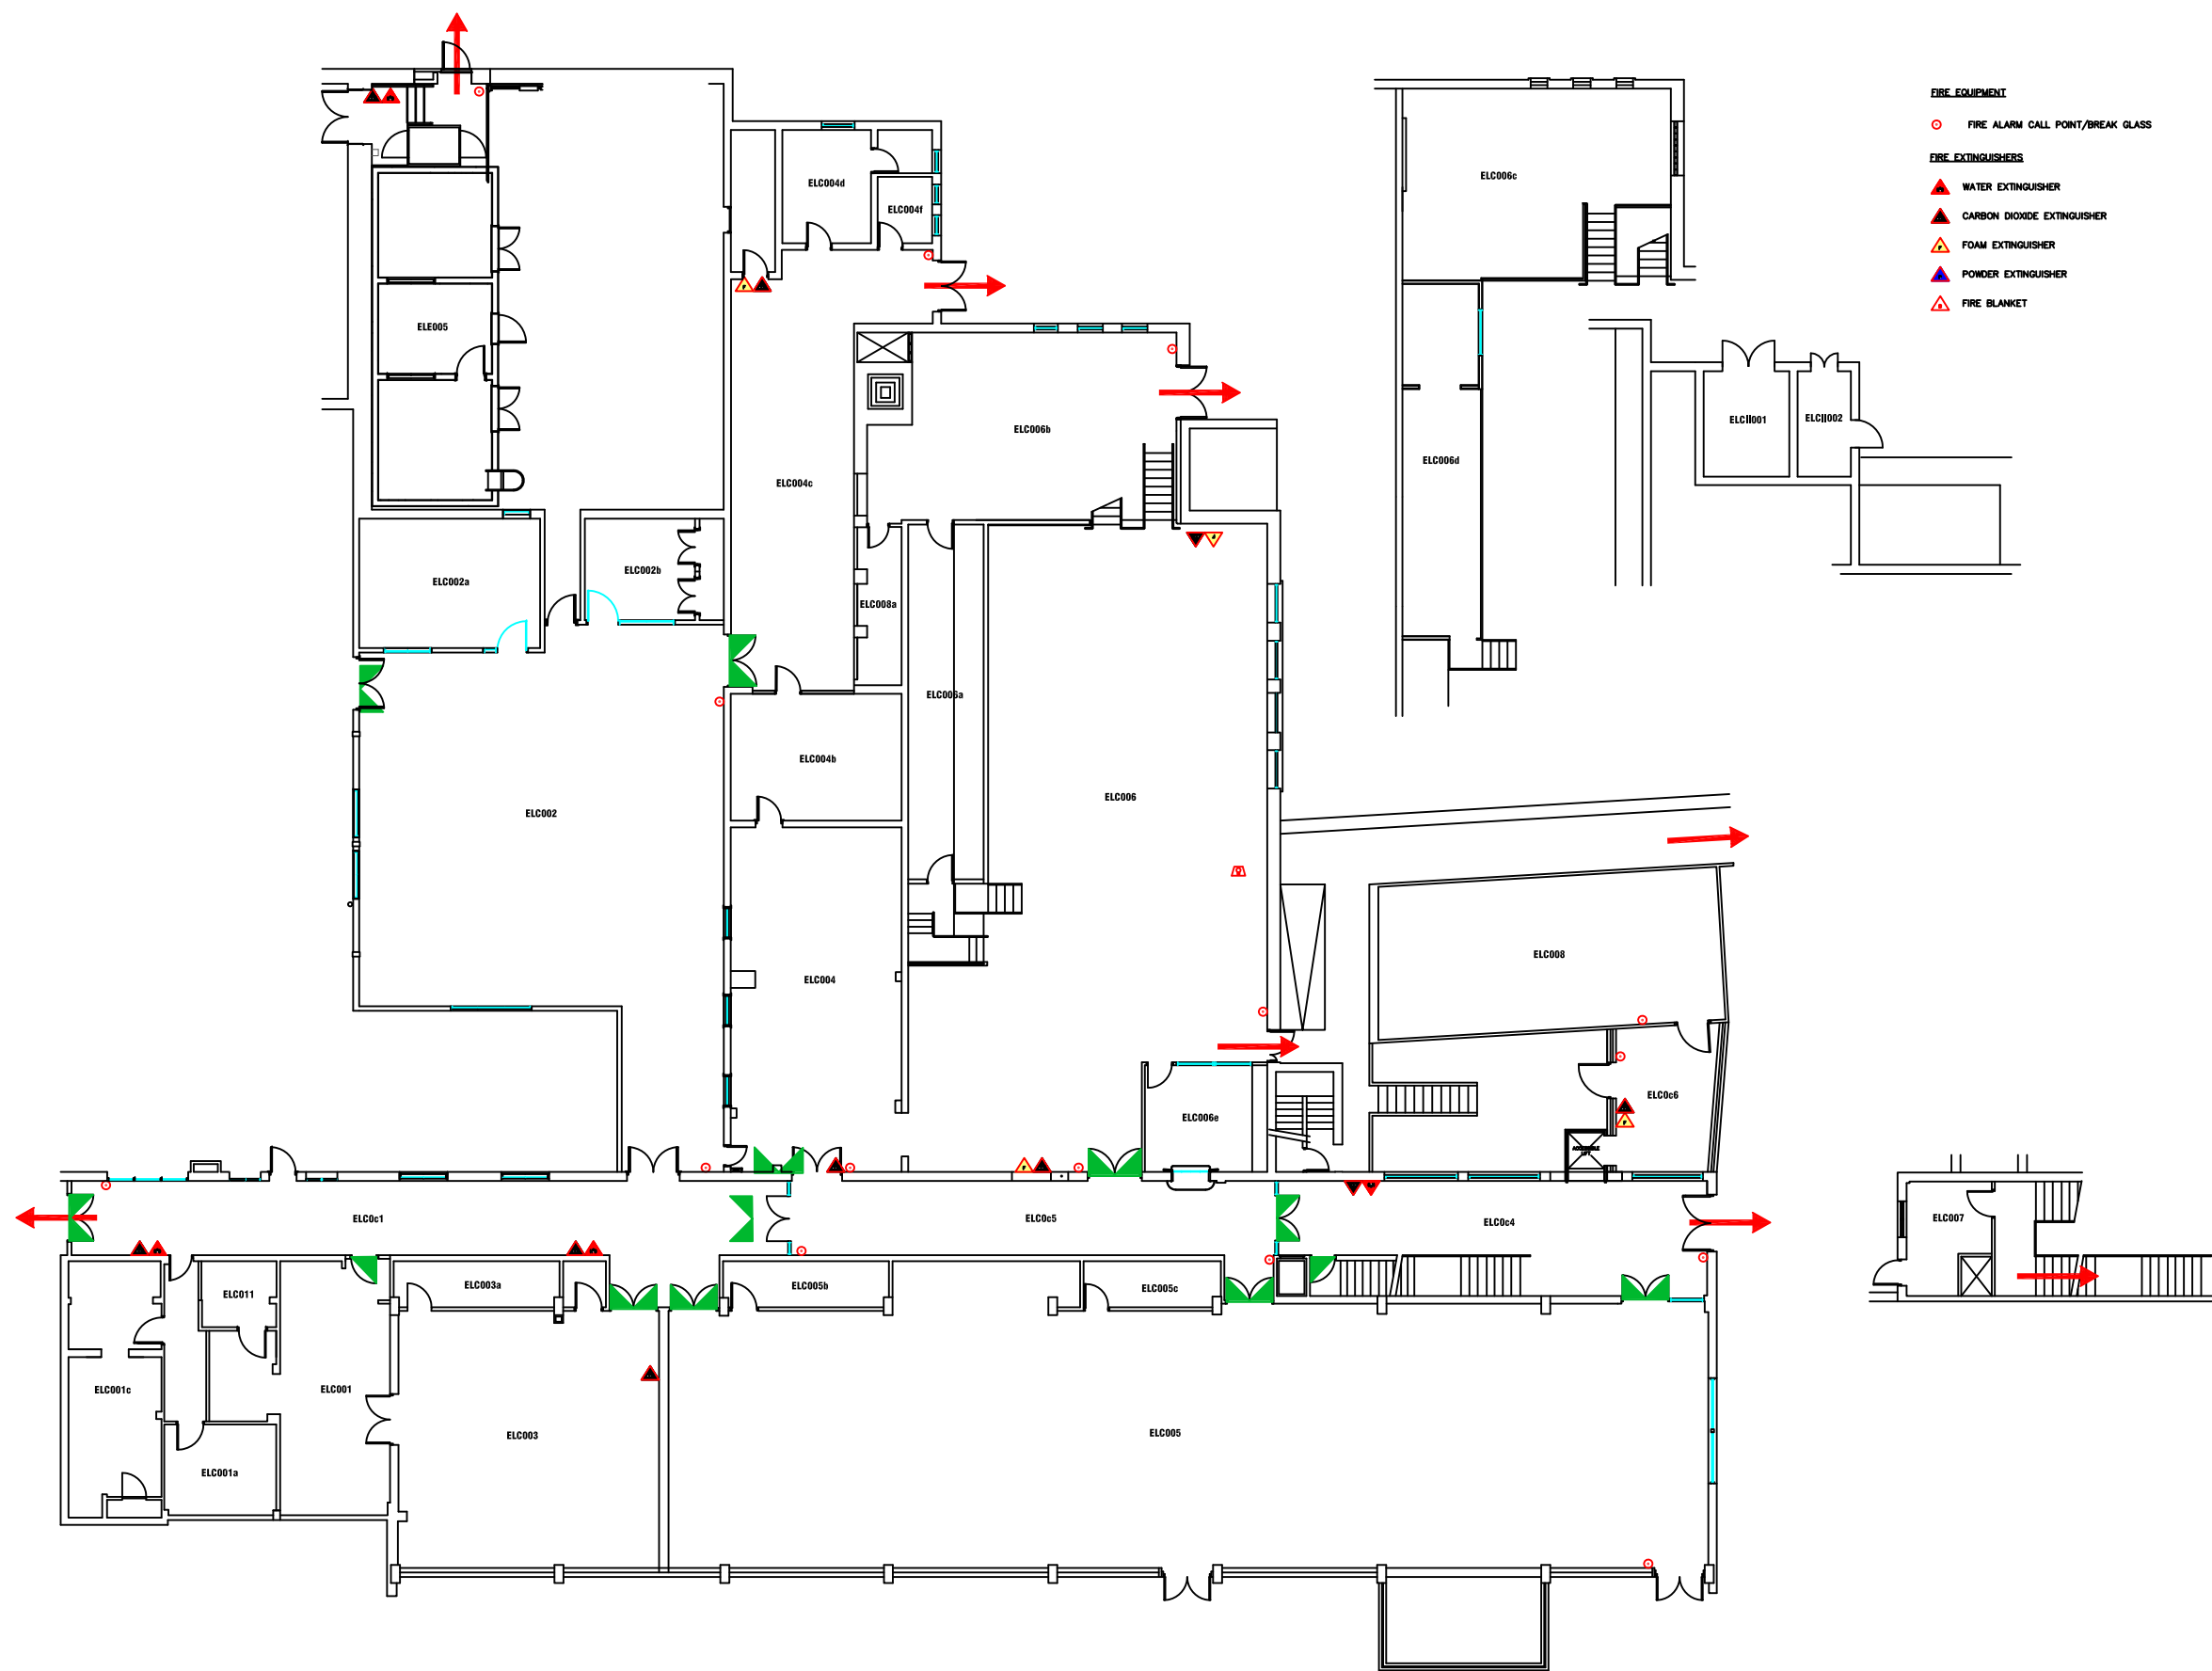 FIRE EQUIPMENT
FIRE ALARM CALL POINT/BREAK GLASS
FIRE EXTINGUISHERS
WATER EXTINGUISHER
CARBON DIOXIDE EXTINGUISHER
FOAM EXTINGUISHER
POWDER EXTINGUISHER
FIRE BLANKET
ELC006c
ELC004d
ELC004f
ELE005
ELC006b
ELCII001
ELCII002
ELC006d
ELC004c
ELC002a
ELC002b
ELC008a
ELC006a
ELC004b
ELC006
ELC002
ELC008
ELC004
ELC0c6
ELC006e
ACCESSIBLE
LIFT
ELC0c1
ELC0c5
ELC0c4
ELC007
ELC003a
ELC005b
ELC005c
ELC011
ELC001c
ELC001
ELC003
ELC005
ELC001a